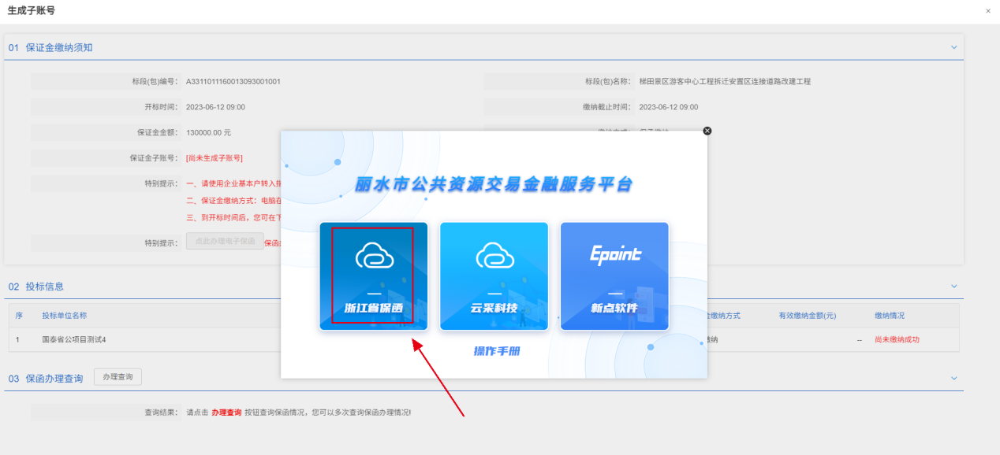 生成子账号
×
01 保证金缴纳须知
标段(包)编号: A3311011160013093001001
标段(包)名称: 梯田景区游客中心工程拆迁安置区连接道路改建工程
开标时间: 2023-06-12 09:00
缴纳截止时间: 2023-06-12 09:00
保证金金额: 130000.00 元
保证金子账号: [尚未生成子账号]
特别提示: 一、请使用企业基本户转入
二、保证金缴纳方式：电脑在
三、到开标时间后，您可在下
特别提示: 点此办理电子保函 保函
丽水市公共资源交易金融服务平台
浙江省保函
云采科技
Epoint
新点软件
操作手册
02 投标信息
序 投标单位名称 缴纳方式 有效缴纳金额(元) 缴纳情况
1 国泰省公项目测试4 纳 -- 尚未缴纳成功
03 保函办理查询 办理查询
查询结果: 请点击 办理查询 按钮查询保函情况，您可以多次查询保函办理情况!